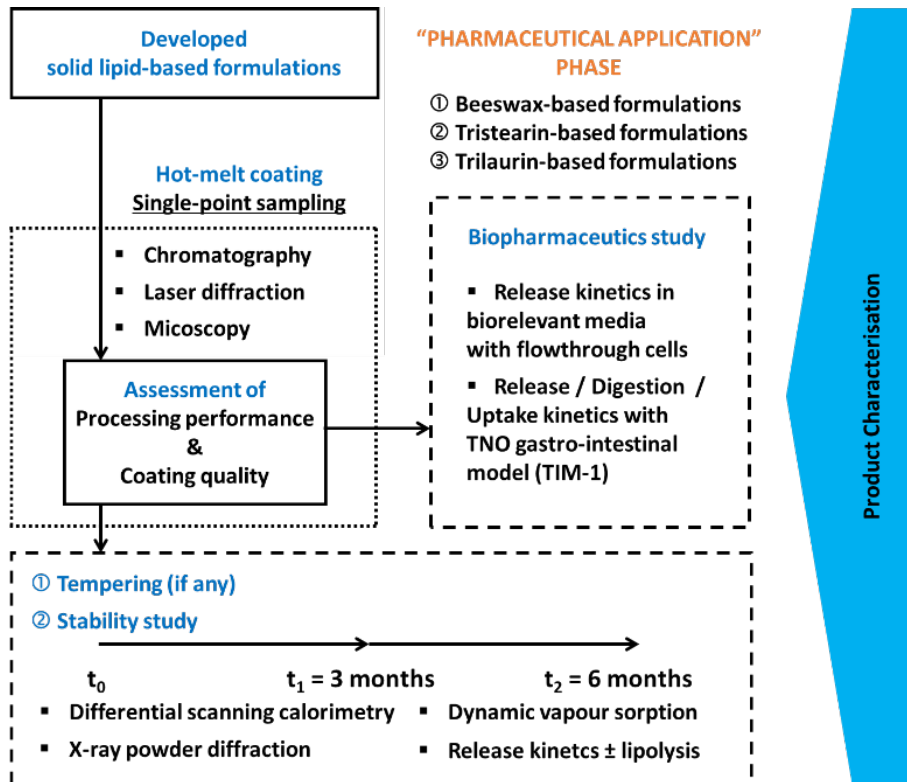 Developed
solid lipid-based formulations
“PHARMACEUTICAL APPLICATION”
PHASE
① Beeswax-based formulations
② Tristearin-based formulations
③ Trilaurin-based formulations
Hot-melt coating
Single-point sampling
▪ Chromatography
▪ Laser diffraction
▪ Micoscopy
Assessment of
Processing performance
&
Coating quality
Biopharmaceutics study
▪ Release kinetics in
biorelevant media
with flowthrough cells
▪ Release / Digestion /
Uptake kinetics with
TNO gastro-intestinal
model (TIM-1)
Product Characterisation
① Tempering (if any)
② Stability study
t0 t1 = 3 months t2 = 6 months
▪ Differential scanning calorimetry ▪ Dynamic vapour sorption
▪ X-ray powder diffraction ▪ Release kinetcs ± lipolysis